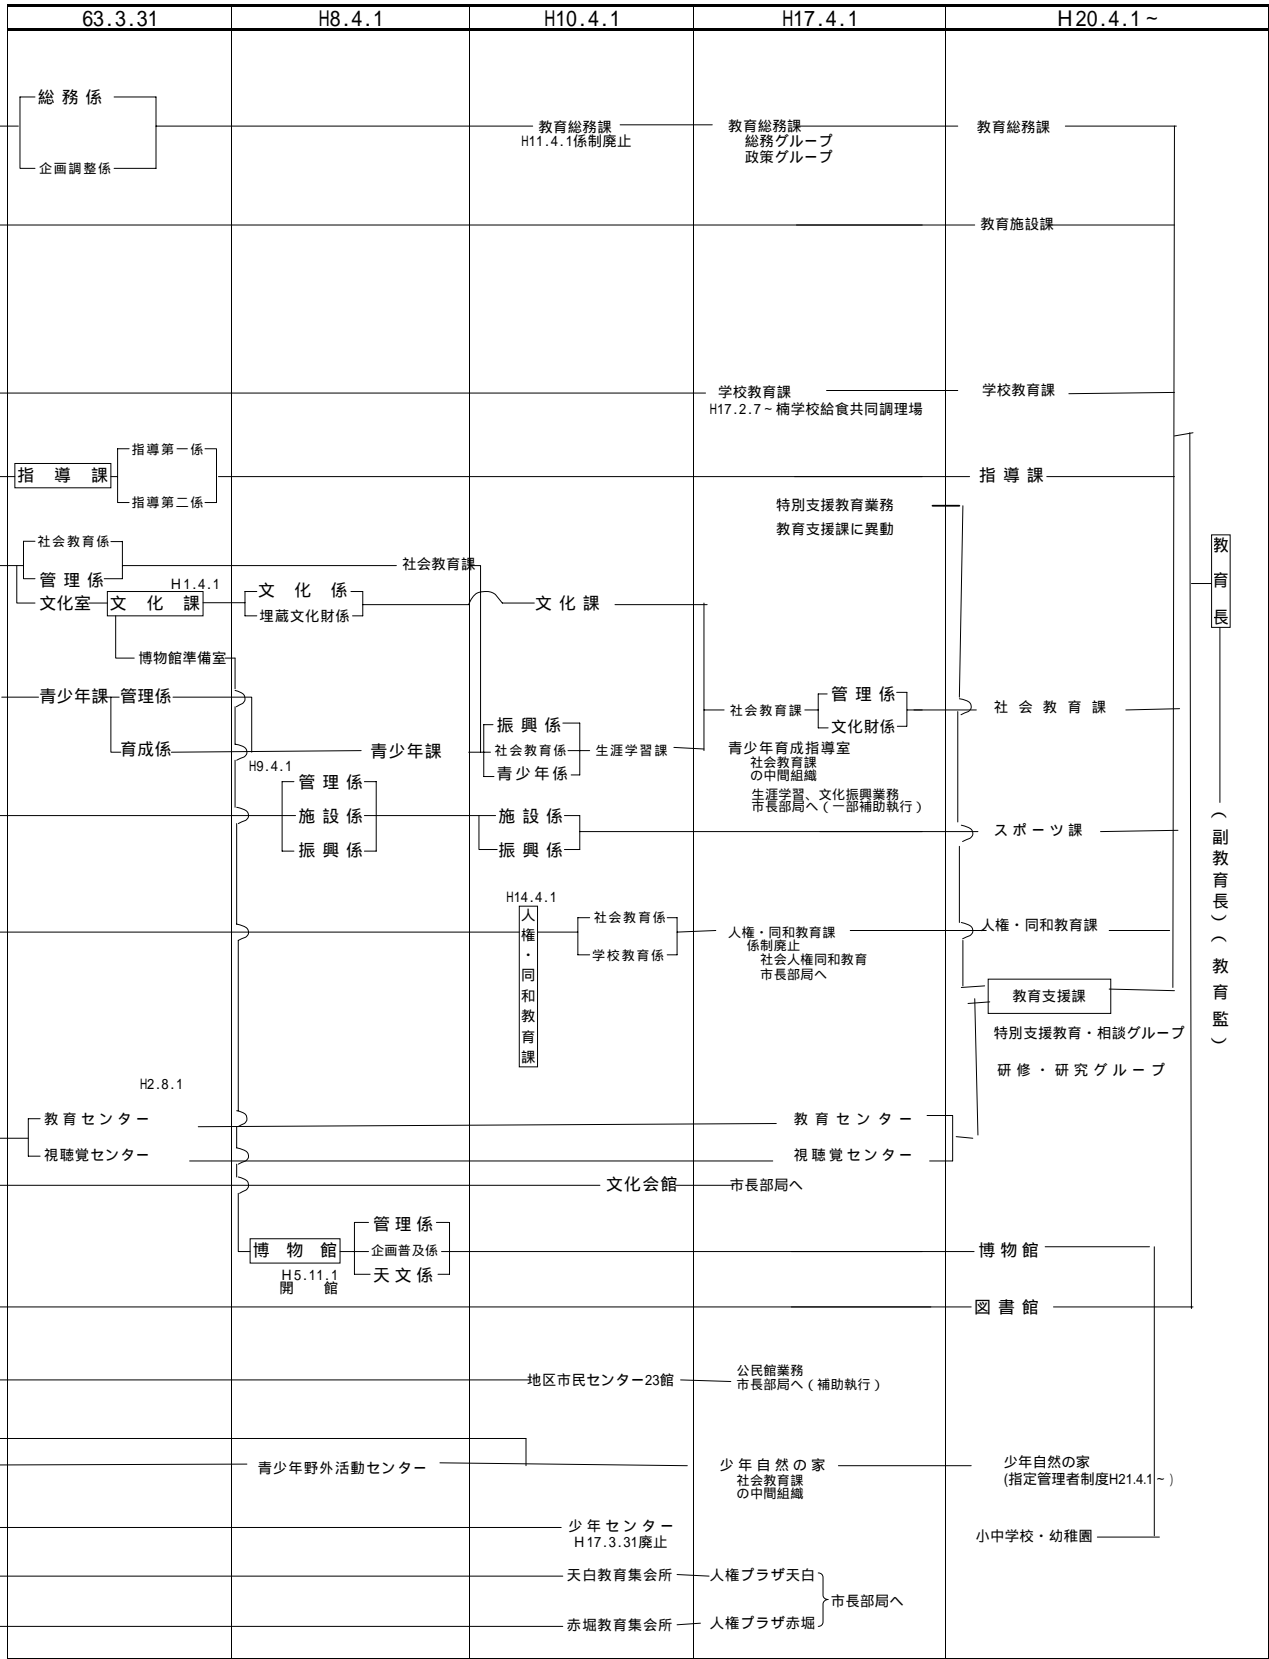 63.3.31
H8.4.1
H10.4.1
H17.4.1
H20.4.1～
総務係
企画調整係
教育総務課
H11.4.1係制廃止
教育総務課
総務グループ
政策グループ
教育総務課
教育施設課
学校教育課
H17.2.7～楠学校給食共同調理場
学校教育課
指導課
指導第一係
指導第二係
指導課
特別支援教育業務
教育支援課に異動
社会教育係
管理係
文化室
H1.4.1
文化課
博物館準備室
文化係
埋蔵文化財係
社会教育課
文化課
青少年課
管理係
育成係
青少年課
振興係
社会教育係
青少年係
生涯学習課
社会教育課
管理係
文化財係
青少年育成指導室
社会教育課
の中間組織
生涯学習、文化振興業務
市長部局へ（一部補助執行）
社会教育課
H9.4.1
管理係
施設係
振興係
施設係
振興係
スポーツ課
H14.4.1
人権・同和教育課
社会教育係
学校教育係
人権・同和教育課
係制廃止
社会人権同和教育
市長部局へ
人権・同和教育課
教育支援課
特別支援教育・相談グループ
研修・研究グループ
教育長
（副教育長）（教育監）
H2.8.1
教育センター
視聴覚センター
教育センター
視聴覚センター
文化会館
市長部局へ
博物館
H5.11.1
開館
管理係
企画普及係
天文係
博物館
図書館
地区市民センター23館
公民館業務
市長部局へ（補助執行）
青少年野外活動センター
少年自然の家
社会教育課
の中間組織
少年自然の家
(指定管理者制度H21.4.1～)
少年センター
H17.3.31廃止
小中学校・幼稚園
天白教育集会所
人権プラザ天白
市長部局へ
赤堀教育集会所
人権プラザ赤堀